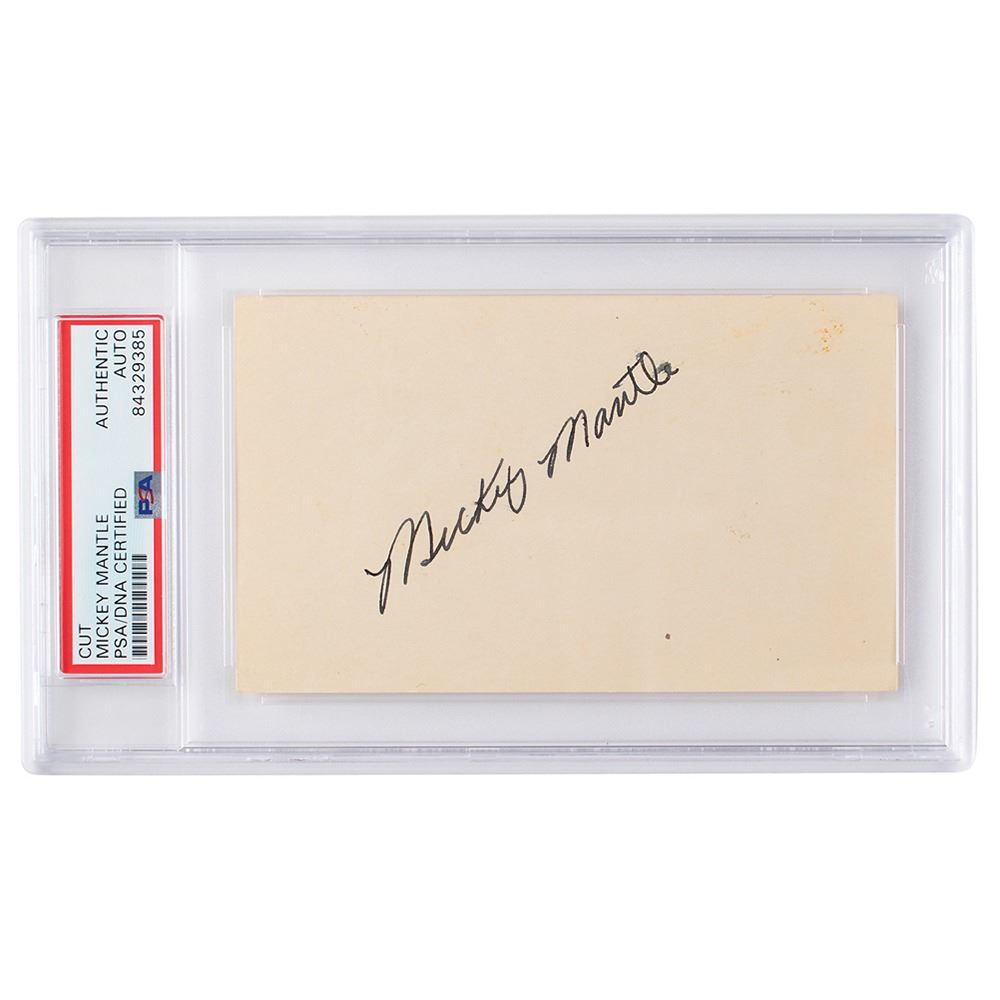 CUT
MICKEY MANTLE
PSA/DNA CERTIFIED
AUTHENTIC
AUTO
84329385
PSA
Mickey Mantle